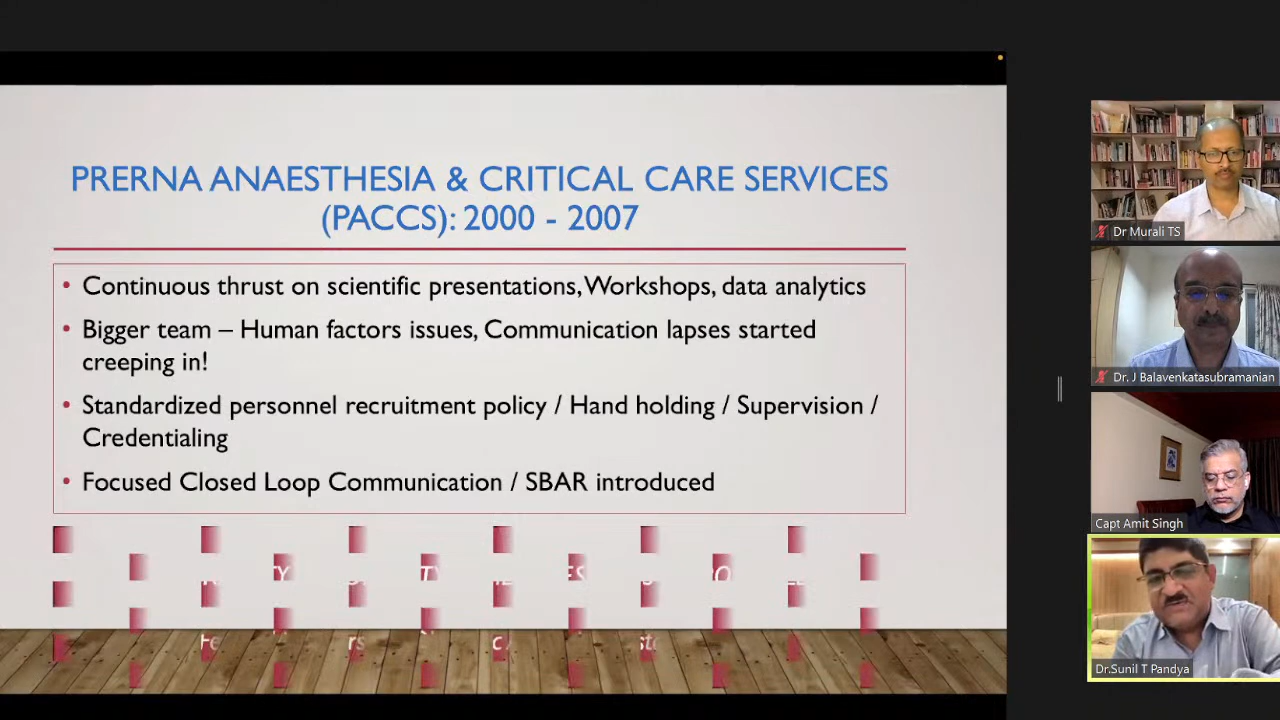 PRERNA ANAESTHESIA & CRITICAL CARE SERVICES
(PACCS): 2000 - 2007
• Continuous thrust on scientific presentations, Workshops, data analytics
• Bigger team – Human factors issues, Communication lapses started
creeping in!
• Standardized personnel recruitment policy / Hand holding / Supervision /
Credentialing
• Focused Closed Loop Communication / SBAR introduced
Dr Murali TS
Dr. J Balavenkatasubramanian
Capt Amit Singh
Dr.Sunil T Pandya